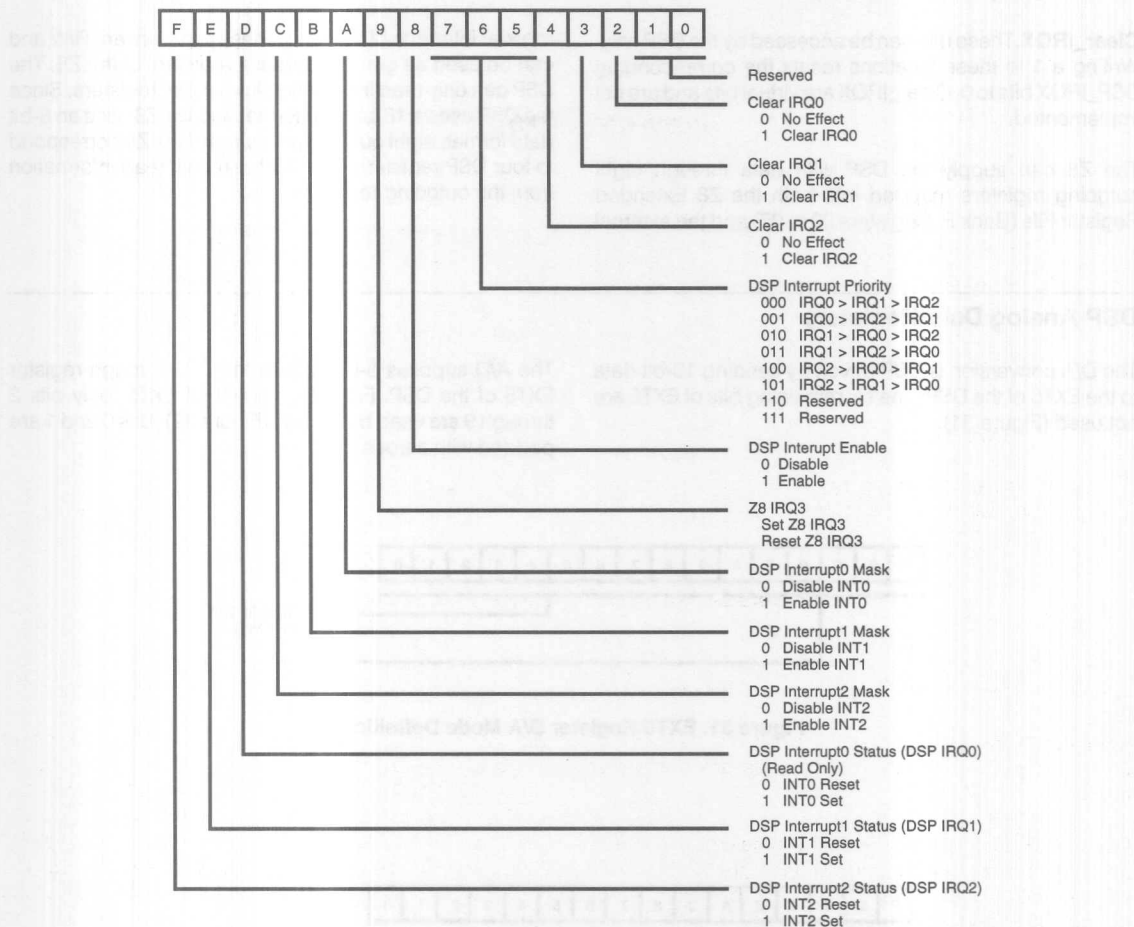 F E D C B A 9 8 7 6 5 4 3 2 1 0
Reserved
Clear IRQ0
0 No Effect
1 Clear IRQ0
Clear IRQ1
0 No Effect
1 Clear IRQ1
Clear IRQ2
0 No Effect
1 Clear IRQ2
DSP Interrupt Priority
000 IRQ0 > IRQ1 > IRQ2
001 IRQ0 > IRQ2 > IRQ1
010 IRQ1 > IRQ0 > IRQ2
011 IRQ1 > IRQ2 > IRQ0
100 IRQ2 > IRQ0 > IRQ1
101 IRQ2 > IRQ1 > IRQ0
110 Reserved
111 Reserved
DSP Interupt Enable
0 Disable
1 Enable
Z8 IRQ3
Set Z8 IRQ3
Reset Z8 IRQ3
DSP Interrupt0 Mask
0 Disable INT0
1 Enable INT0
DSP Interrupt1 Mask
0 Disable INT1
1 Enable INT1
DSP Interrupt2 Mask
0 Disable INT2
1 Enable INT2
DSP Interrupt0 Status (DSP IRQ0)
(Read Only)
0 INT0 Reset
1 INT0 Set
DSP Interrupt1 Status (DSP IRQ1)
0 INT1 Reset
1 INT1 Set
DSP Interrupt2 Status (DSP IRQ2)
0 INT2 Reset
1 INT2 Set